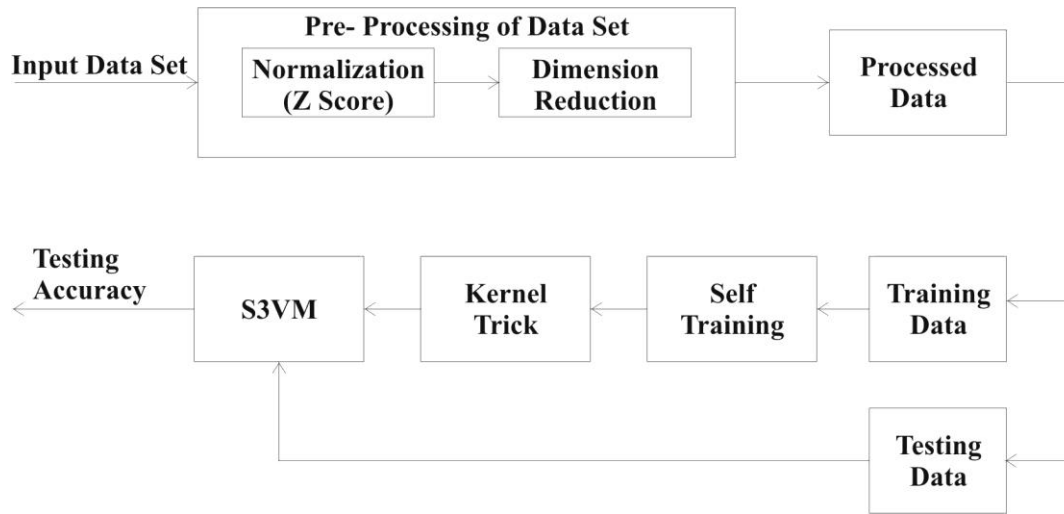 Pre- Processing of Data Set
Input Data Set
Normalization
(Z Score)
Dimension
Reduction
Processed
Data
Testing
Accuracy
S3VM
Kernel
Trick
Self
Training
Training
Data
Testing
Data